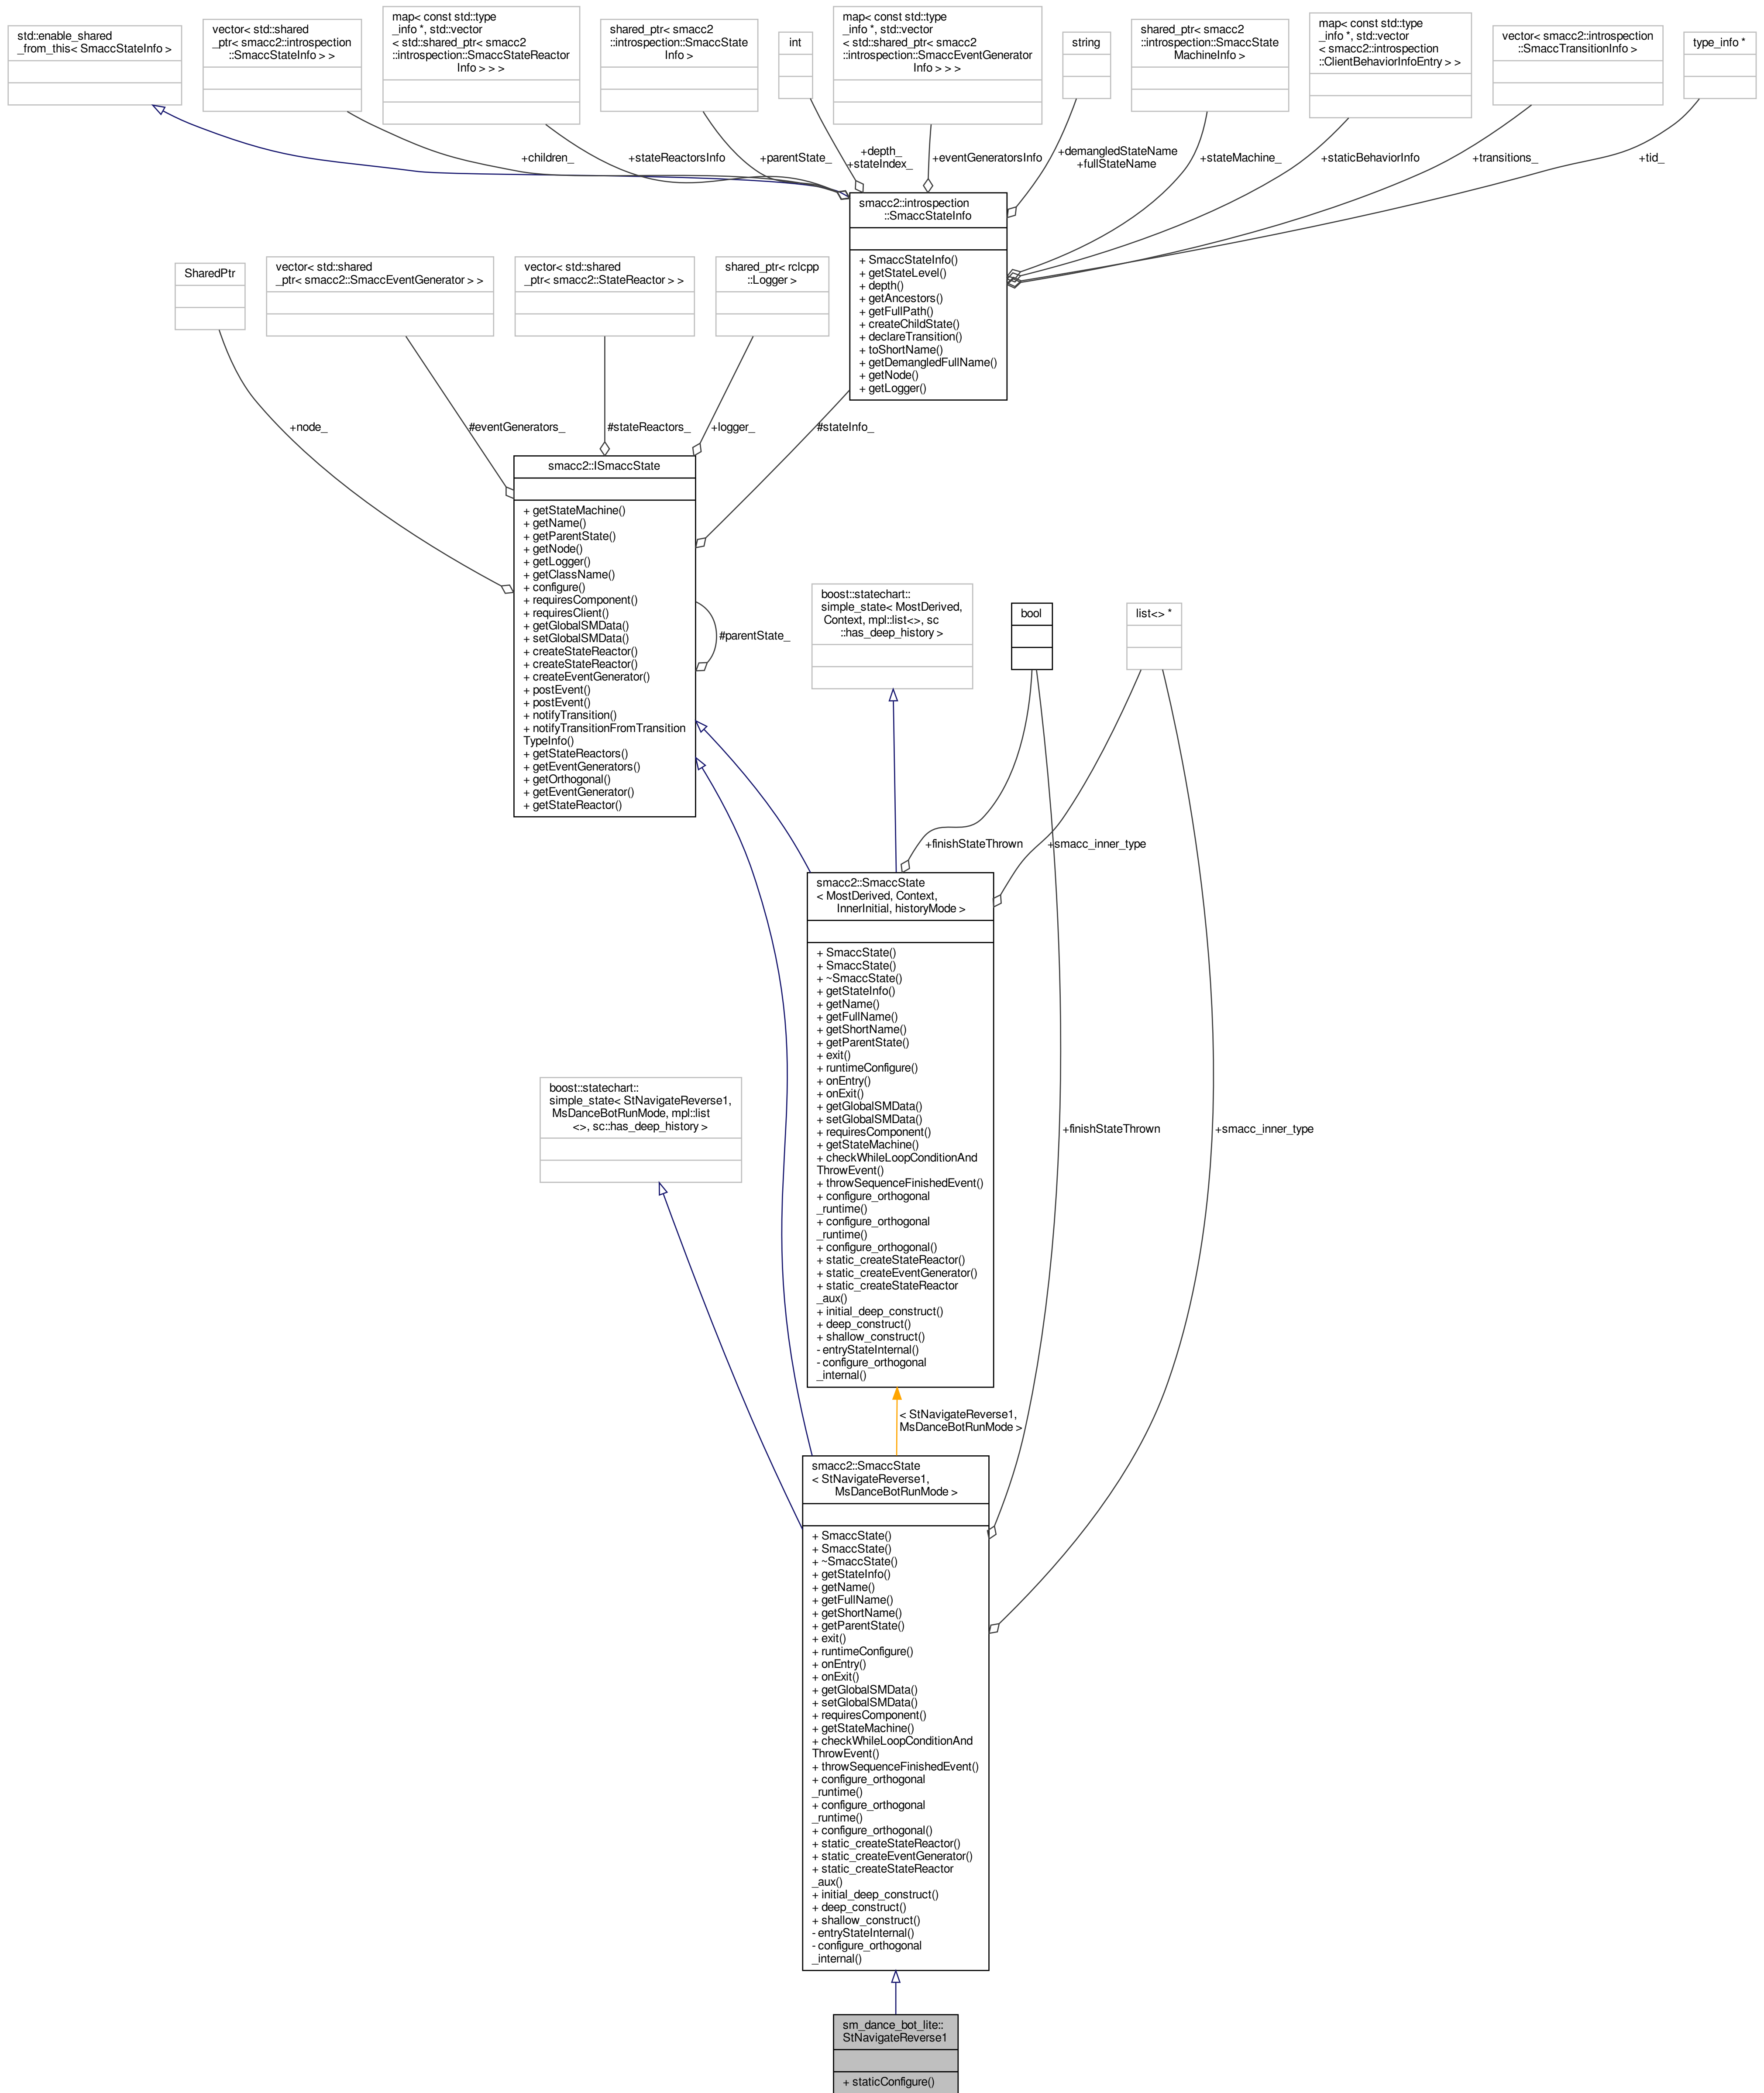 std::enable_shared
_from_this< SmaccStateInfo >
vector< std::shared
_ptr< smacc2::introspection
::SmaccStateInfo > >
map< const std::type
_info *, std::vector
< std::shared_ptr< smacc2
::introspection::SmaccStateReactor
Info > > >
shared_ptr< smacc2
::introspection::SmaccState
Info >
int
map< const std::type
_info *, std::vector
< std::shared_ptr< smacc2
::introspection::SmaccEventGenerator
Info > > >
string
shared_ptr< smacc2
::introspection::SmaccState
MachineInfo >
map< const std::type
_info *, std::vector
< smacc2::introspection
::ClientBehaviorInfoEntry > >
vector< smacc2::introspection
::SmaccTransitionInfo >
type_info *
+children_
+stateReactorsInfo
+parentState_
+depth_
+stateIndex_
+eventGeneratorsInfo
+demangledStateName
+fullStateName
+stateMachine_
+staticBehaviorInfo
+transitions_
+tid_
smacc2::introspection
::SmaccStateInfo
+ SmaccStateInfo()
+ getStateLevel()
+ depth()
+ getAncestors()
+ getFullPath()
+ createChildState()
+ declareTransition()
+ toShortName()
+ getDemangledFullName()
+ getNode()
+ getLogger()
SharedPtr
vector< std::shared
_ptr< smacc2::SmaccEventGenerator > >
vector< std::shared
_ptr< smacc2::StateReactor > >
shared_ptr< rclcpp
::Logger >
+node_
#eventGenerators_
#stateReactors_
+logger_
#stateInfo_
smacc2::ISmaccState
+ getStateMachine()
+ getName()
+ getParentState()
+ getNode()
+ getLogger()
+ getClassName()
+ configure()
+ requiresComponent()
+ requiresClient()
+ getGlobalSMData()
+ setGlobalSMData()
+ createStateReactor()
+ createStateReactor()
+ createEventGenerator()
+ postEvent()
+ postEvent()
+ notifyTransition()
+ notifyTransitionFromTransition
TypeInfo()
+ getStateReactors()
+ getEventGenerators()
+ getOrthogonal()
+ getEventGenerator()
+ getStateReactor()
#parentState_
boost::statechart::
simple_state< MostDerived,
Context, mpl::list<>, sc
::has_deep_history >
bool
list<> *
+finishStateThrown
+smacc_inner_type
smacc2::SmaccState
< MostDerived, Context,
InnerInitial, historyMode >
+ SmaccState()
+ SmaccState()
+ ~SmaccState()
+ getStateInfo()
+ getName()
+ getFullName()
+ getShortName()
+ getParentState()
+ exit()
+ runtimeConfigure()
+ onEntry()
+ onExit()
+ getGlobalSMData()
+ setGlobalSMData()
+ requiresComponent()
+ getStateMachine()
+ checkWhileLoopConditionAnd
ThrowEvent()
+ throwSequenceFinishedEvent()
+ configure_orthogonal
_runtime()
+ configure_orthogonal
_runtime()
+ configure_orthogonal()
+ static_createStateReactor()
+ static_createEventGenerator()
+ static_createStateReactor
_aux()
+ initial_deep_construct()
+ deep_construct()
+ shallow_construct()
- entryStateInternal()
- configure_orthogonal
_internal()
boost::statechart::
simple_state< StNavigateReverse1,
MsDanceBotRunMode, mpl::list
<>, sc::has_deep_history >
+finishStateThrown
+smacc_inner_type
< StNavigateReverse1,
MsDanceBotRunMode >
smacc2::SmaccState
< StNavigateReverse1,
MsDanceBotRunMode >
+ SmaccState()
+ SmaccState()
+ ~SmaccState()
+ getStateInfo()
+ getName()
+ getFullName()
+ getShortName()
+ getParentState()
+ exit()
+ runtimeConfigure()
+ onEntry()
+ onExit()
+ getGlobalSMData()
+ setGlobalSMData()
+ requiresComponent()
+ getStateMachine()
+ checkWhileLoopConditionAnd
ThrowEvent()
+ throwSequenceFinishedEvent()
+ configure_orthogonal
_runtime()
+ configure_orthogonal
_runtime()
+ configure_orthogonal()
+ static_createStateReactor()
+ static_createEventGenerator()
+ static_createStateReactor
_aux()
+ initial_deep_construct()
+ deep_construct()
+ shallow_construct()
- entryStateInternal()
- configure_orthogonal
_internal()
sm_dance_bot_lite::
StNavigateReverse1
+ staticConfigure()